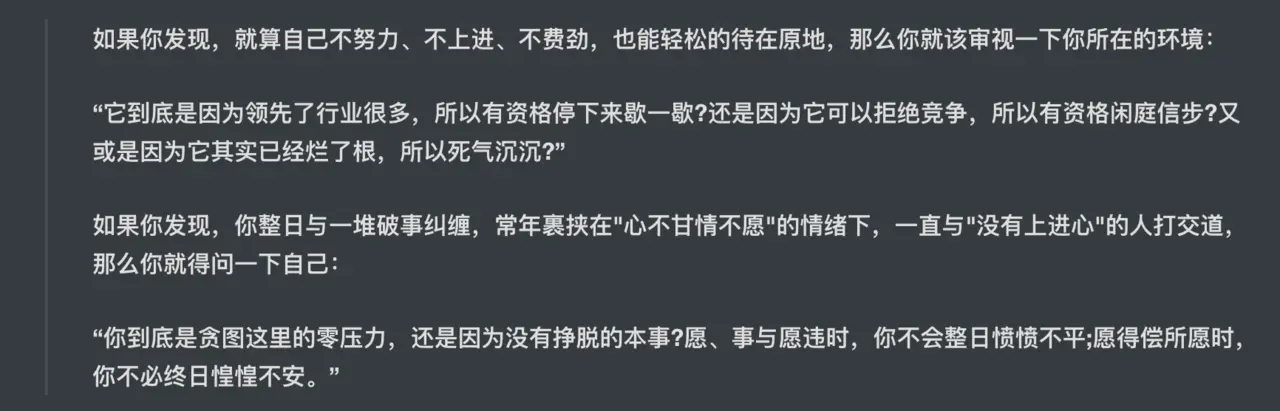 如果你发现，就算自己不努力、不上进、不费劲，也能轻松的待在原地，那么你就该审视一下你所在的环境：
“它到底是因为领先了行业很多，所以有资格停下来歇一歇?还是因为它可以拒绝竞争，所以有资格闲庭信步?又
或是因为它其实已经烂了根，所以死气沉沉?”
如果你发现，你整日与一堆破事纠缠，常年裹挟在"心不甘情不愿"的情绪下，一直与"没有上进心"的人打交道，
那么你就得问一下自己：
“你到底是贪图这里的零压力，还是因为没有挣脱的本事?愿、事与愿违时，你不会整日愤愤不平;愿得偿所愿时，
你不必终日惶惶不安。”